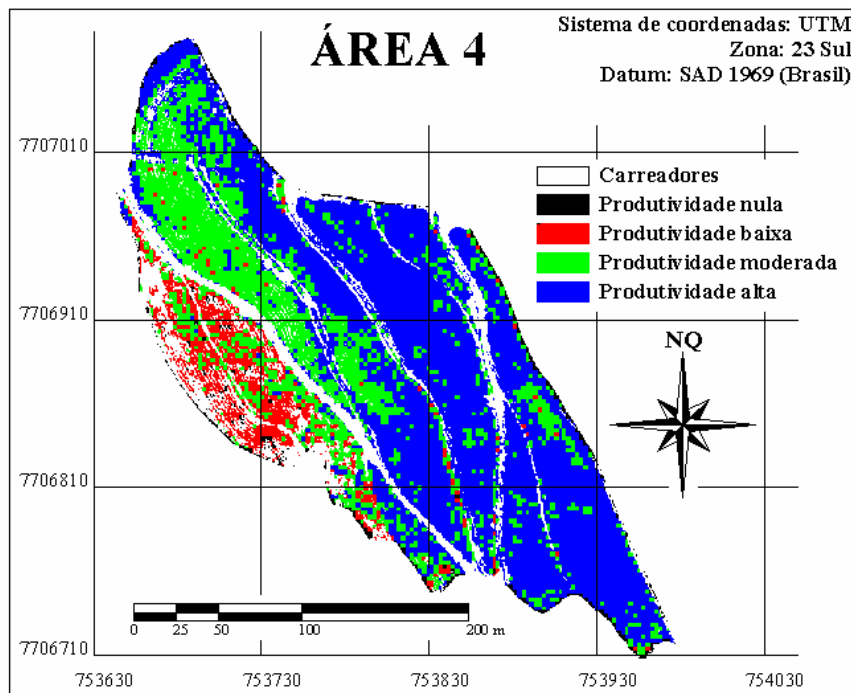 ÁREA 4
Sistema de coordenadas: UTM
Zona: 23 Sul
Datum: SAD 1969 (Brasil)
7707010
Carreadores
Produtividade nula
Produtividade baixa
Produtividade moderada
Produtividade alta
7706910
NQ
7706810
0 25 50 100 200 m
7706710
753630 753730 753830 753930 754030